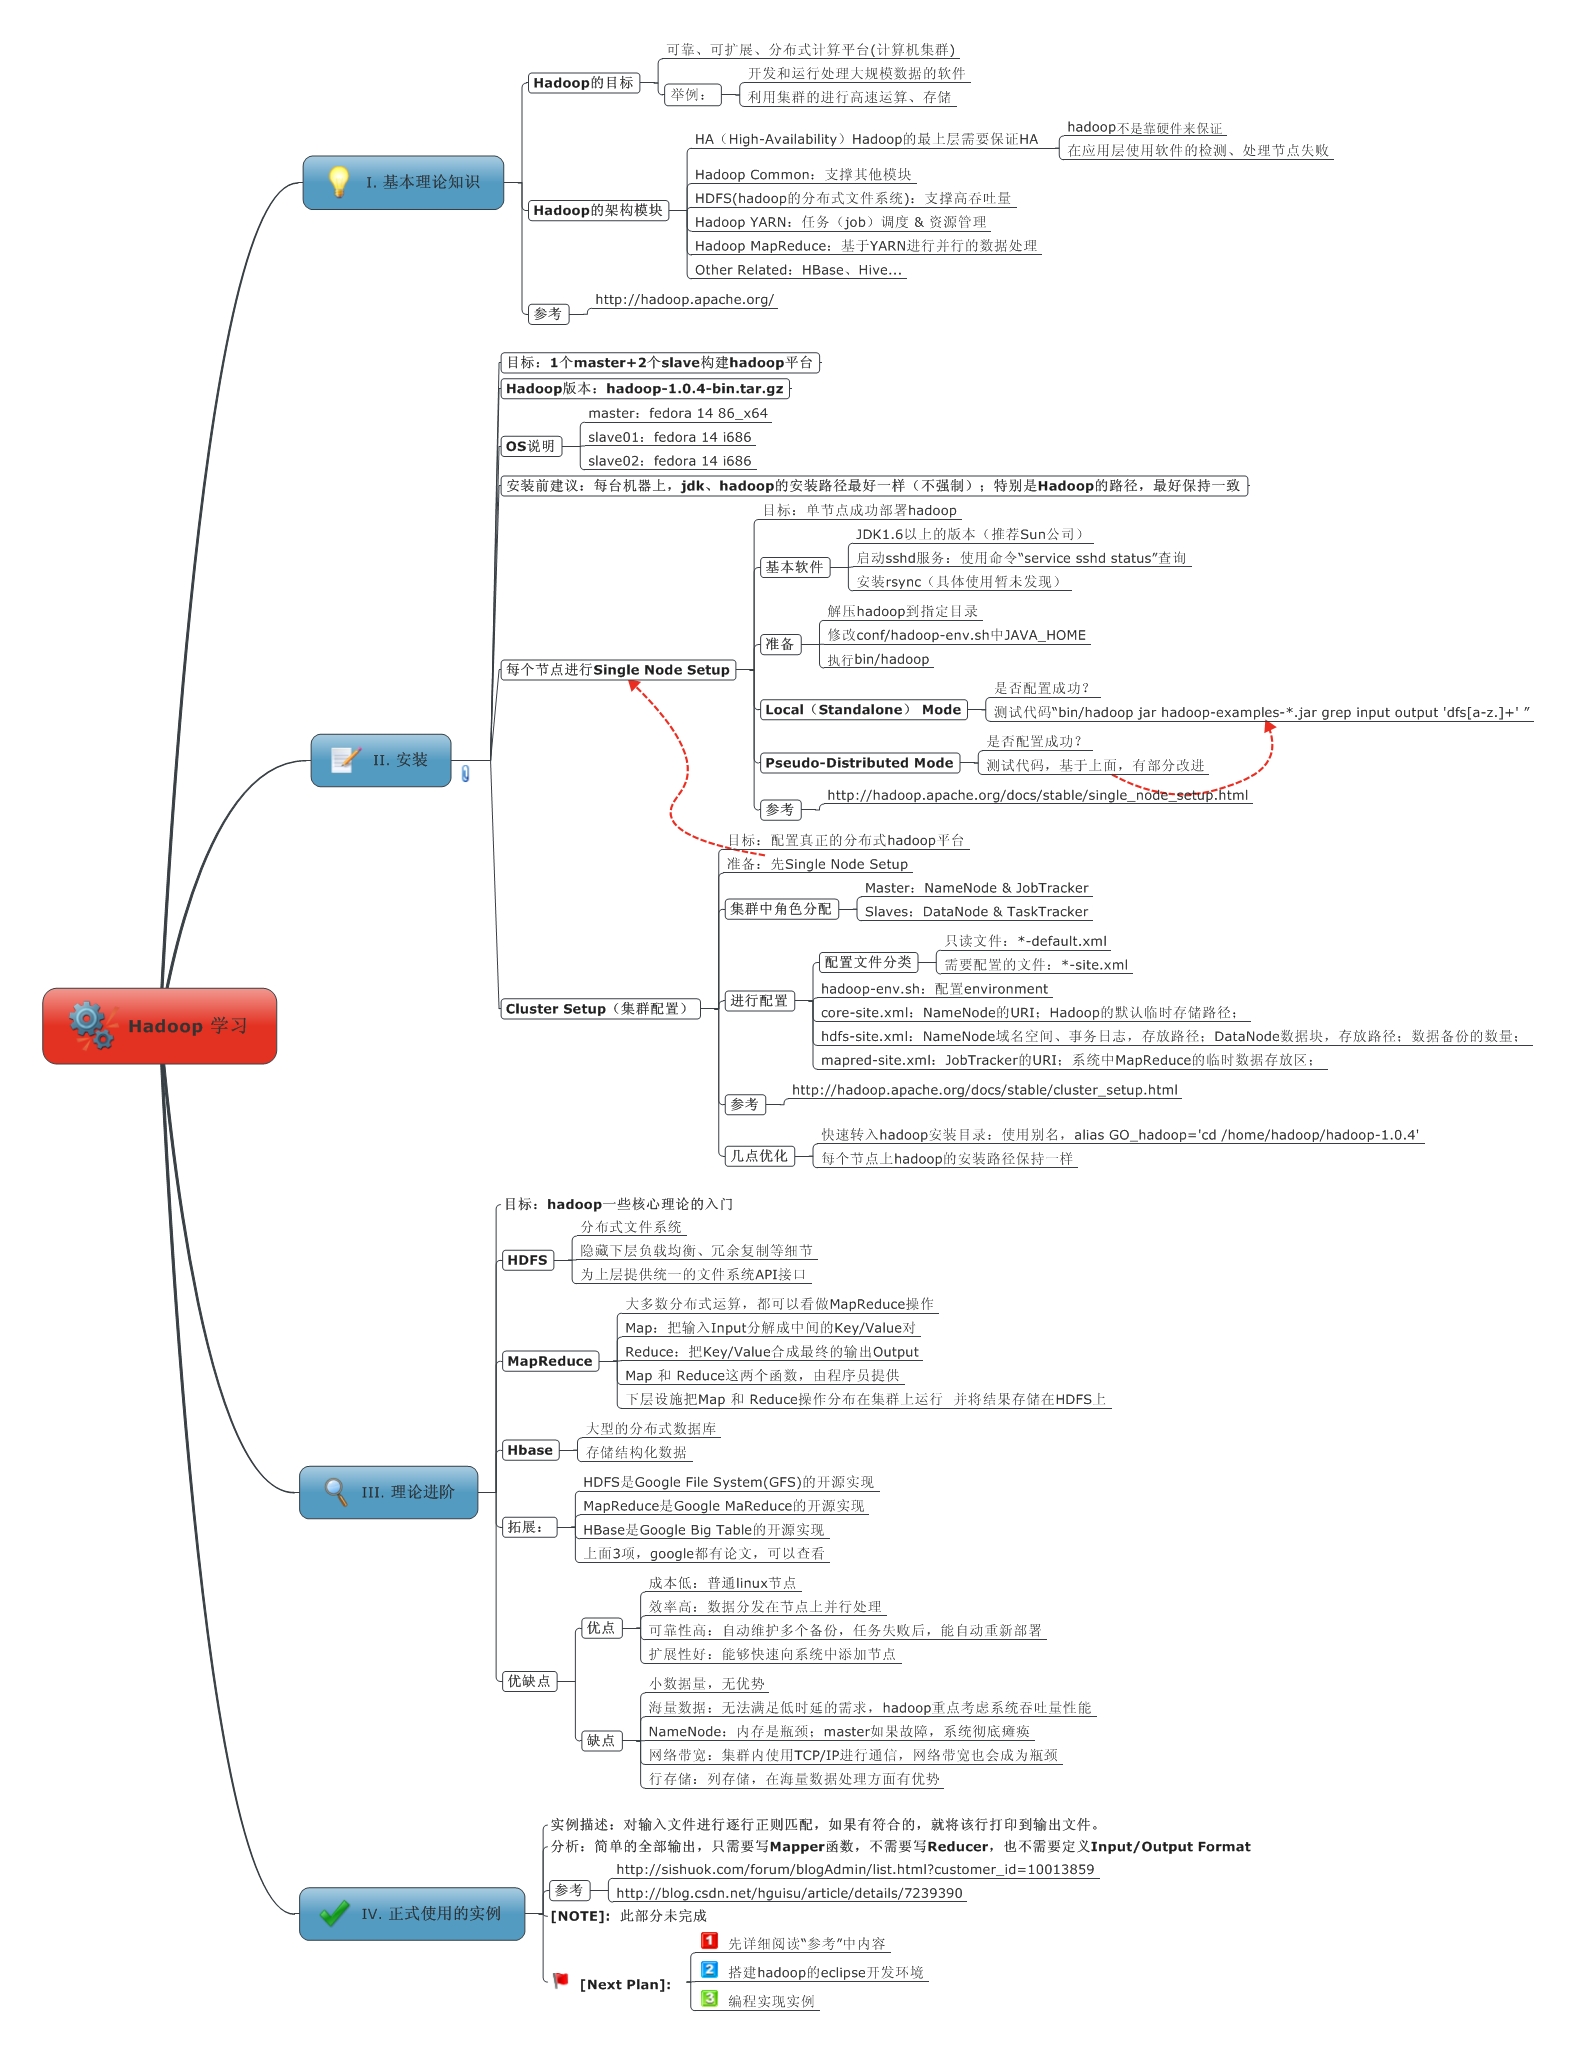 Hadoop 学习
I. 基本理论知识
Hadoop的目标
可靠、可扩展、分布式计算平台(计算机集群)
举例：
开发和运行处理大规模数据的软件
利用集群的进行高速运算、存储
Hadoop的架构模块
HA（High-Availability）Hadoop的最上层需要保证HA
hadoop不是靠硬件来保证
在应用层使用软件的检测、处理节点失败
Hadoop Common：支撑其他模块
HDFS(hadoop的分布式文件系统)：支撑高吞吐量
Hadoop YARN：任务（job）调度 & 资源管理
Hadoop MapReduce：基于YARN进行并行的数据处理
Other Related：HBase、Hive...
参考
http://hadoop.apache.org/
II. 安装
目标：1个master+2个slave构建hadoop平台
Hadoop版本：hadoop-1.0.4-bin.tar.gz
OS说明
master：fedora 14 86_x64
slave01：fedora 14 i686
slave02：fedora 14 i686
安装前建议：每台机器上，jdk、hadoop的安装路径最好一样（不强制）；特别是Hadoop的路径，最好保持一致
每个节点进行Single Node Setup
目标：单节点成功部署hadoop
基本软件
JDK1.6以上的版本（推荐Sun公司）
启动sshd服务：使用命令“service sshd status”查询
安装rsync（具体使用暂未发现）
准备
解压hadoop到指定目录
修改conf/hadoop-env.sh中JAVA_HOME
执行bin/hadoop
Local（Standalone） Mode
是否配置成功？
测试代码“bin/hadoop jar hadoop-examples-*.jar grep input output 'dfs[a-z.]+' ”
Pseudo-Distributed Mode
是否配置成功？
测试代码，基于上面，有部分改进
参考
http://hadoop.apache.org/docs/stable/single_node_setup.html
Cluster Setup（集群配置）
目标：配置真正的分布式hadoop平台
准备：先Single Node Setup
集群中角色分配
Master：NameNode & JobTracker
Slaves：DataNode & TaskTracker
进行配置
配置文件分类
只读文件：*-default.xml
需要配置的文件：*-site.xml
hadoop-env.sh：配置environment
core-site.xml：NameNode的URI；Hadoop的默认临时存储路径；
hdfs-site.xml：NameNode域名空间、事务日志，存放路径；DataNode数据块，存放路径；数据备份的数量；
mapred-site.xml：JobTracker的URI；系统中MapReduce的临时数据存放区；
参考
http://hadoop.apache.org/docs/stable/cluster_setup.html
几点优化
快速转入hadoop安装目录：使用别名，alias GO_hadoop='cd /home/hadoop/hadoop-1.0.4'
每个节点上hadoop的安装路径保持一样
III. 理论进阶
目标：hadoop一些核心理论的入门
HDFS
分布式文件系统
隐藏下层负载均衡、冗余复制等细节
为上层提供统一的文件系统API接口
MapReduce
大多数分布式运算，都可以看做MapReduce操作
Map：把输入Input分解成中间的Key/Value对
Reduce：把Key/Value合成最终的输出Output
Map 和 Reduce这两个函数，由程序员提供
下层设施把Map 和 Reduce操作分布在集群上运行 并将结果存储在HDFS上
Hbase
大型的分布式数据库
存储结构化数据
拓展：
HDFS是Google File System(GFS)的开源实现
MapReduce是Google MaReduce的开源实现
HBase是Google Big Table的开源实现
上面3项，google都有论文，可以查看
优缺点
优点
成本低：普通linux节点
效率高：数据分发在节点上并行处理
可靠性高：自动维护多个备份，任务失败后，能自动重新部署
扩展性好：能够快速向系统中添加节点
缺点
小数据量，无优势
海量数据：无法满足低时延的需求，hadoop重点考虑系统吞吐量性能
NameNode：内存是瓶颈；master如果故障，系统彻底瘫痪
网络带宽：集群内使用TCP/IP进行通信，网络带宽也会成为瓶颈
行存储：列存储，在海量数据处理方面有优势
IV. 正式使用的实例
实例描述：对输入文件进行逐行正则匹配，如果有符合的，就将该行打印到输出文件。
分析：简单的全部输出，只需要写Mapper函数，不需要写Reducer，也不需要定义Input/Output Format
参考
http://sishuok.com/forum/blogAdmin/list.html?customer_id=10013859
http://blog.csdn.net/hguisu/article/details/7239390
[NOTE]：此部分未完成
[Next Plan]：
1 先详细阅读“参考”中内容
2 搭建hadoop的eclipse开发环境
3 编程实现实例